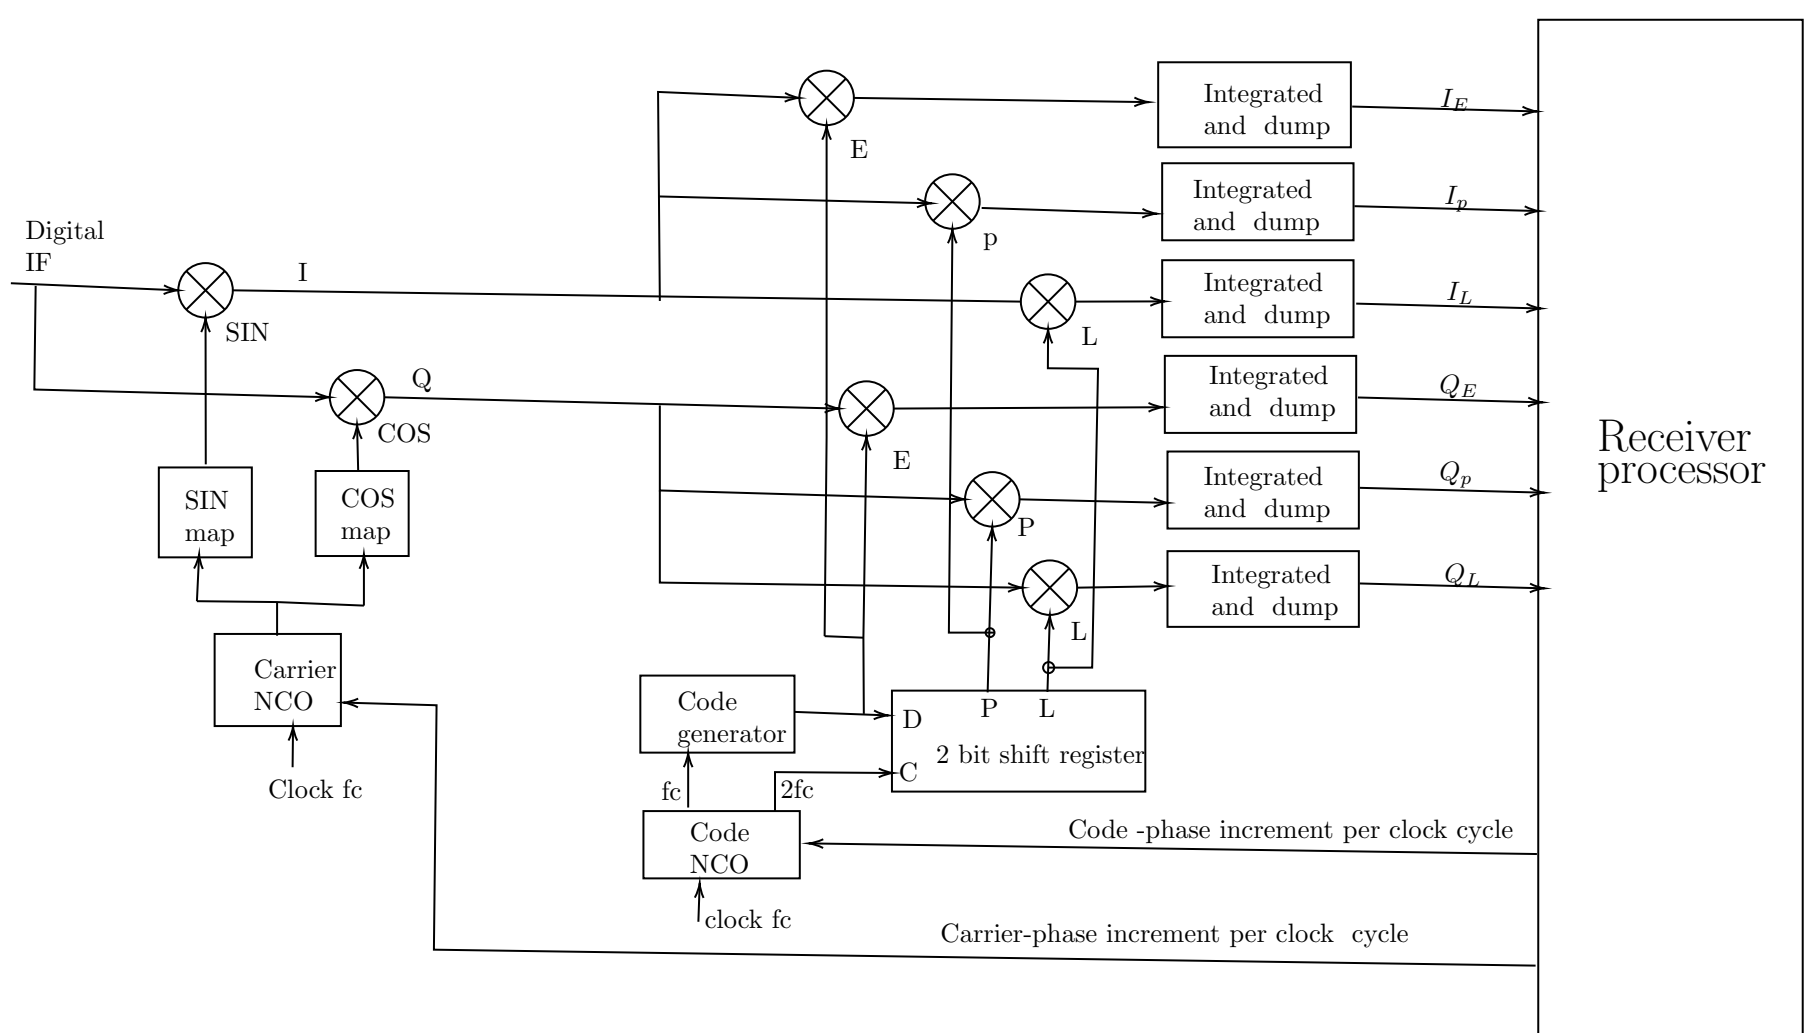 Integrated
and dump
I_E
E
Integrated
and dump
I_p
p
Digital
IF
I
SIN
Integrated
and dump
I_L
L
Q
COS
Integrated
and dump
Q_E
E
Receiver
processor
SIN
map
COS
map
Integrated
and dump
Q_p
P
Integrated
and dump
Q_L
L
Carrier
NCO
Clock fc
Code
generator
D
P
L
2 bit shift register
C
fc
2fc
Code
NCO
clock fc
Code -phase increment per clock cycle
Carrier-phase increment per clock cycle